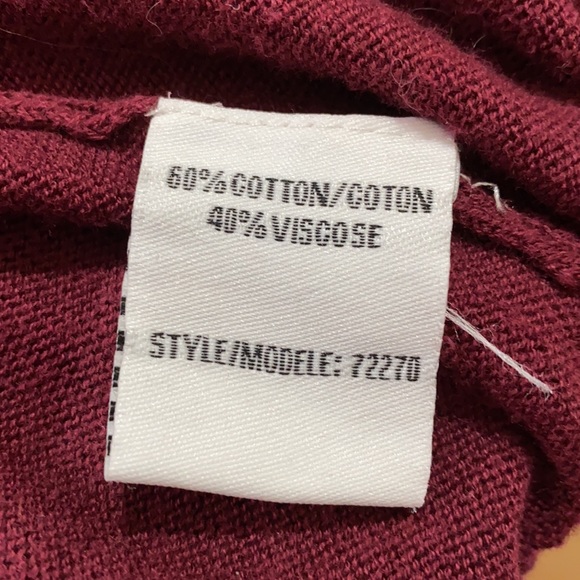 60% COTTON/COTON
40% VISCOSE
STYLE/MODELE: 72270